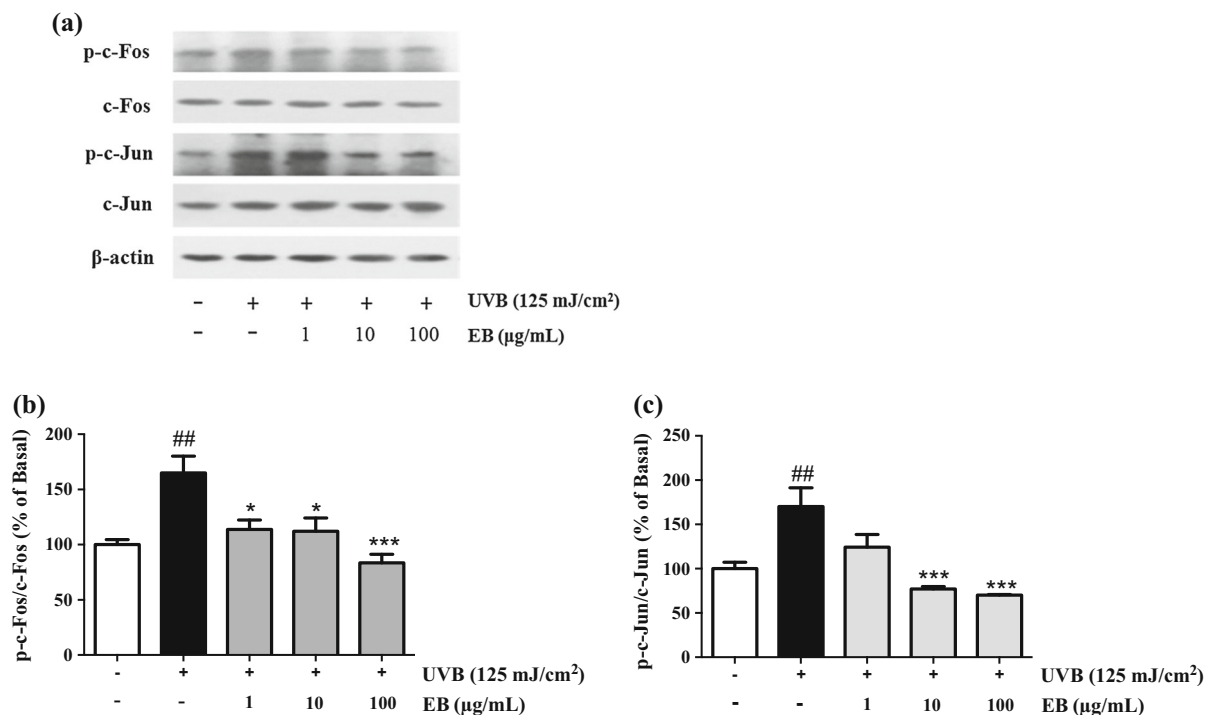 (a)
p-c-Fos
c-Fos
p-c-Jun
c-Jun
β-actin
- + + + + UVB (125 mJ/cm²)
- - 1 10 100 EB (μg/mL)
(b)
p-c-Fos/c-Fos (% of Basal)
200
150
100
50
0
##
*
*
***
- + + + + UVB (125 mJ/cm²)
- - 1 10 100 EB (μg/mL)
(c)
p-c-Jun/c-Jun (% of Basal)
250
200
150
100
50
0
##
***
***
- + + + + UVB (125 mJ/cm²)
- - 1 10 100 EB (μg/mL)